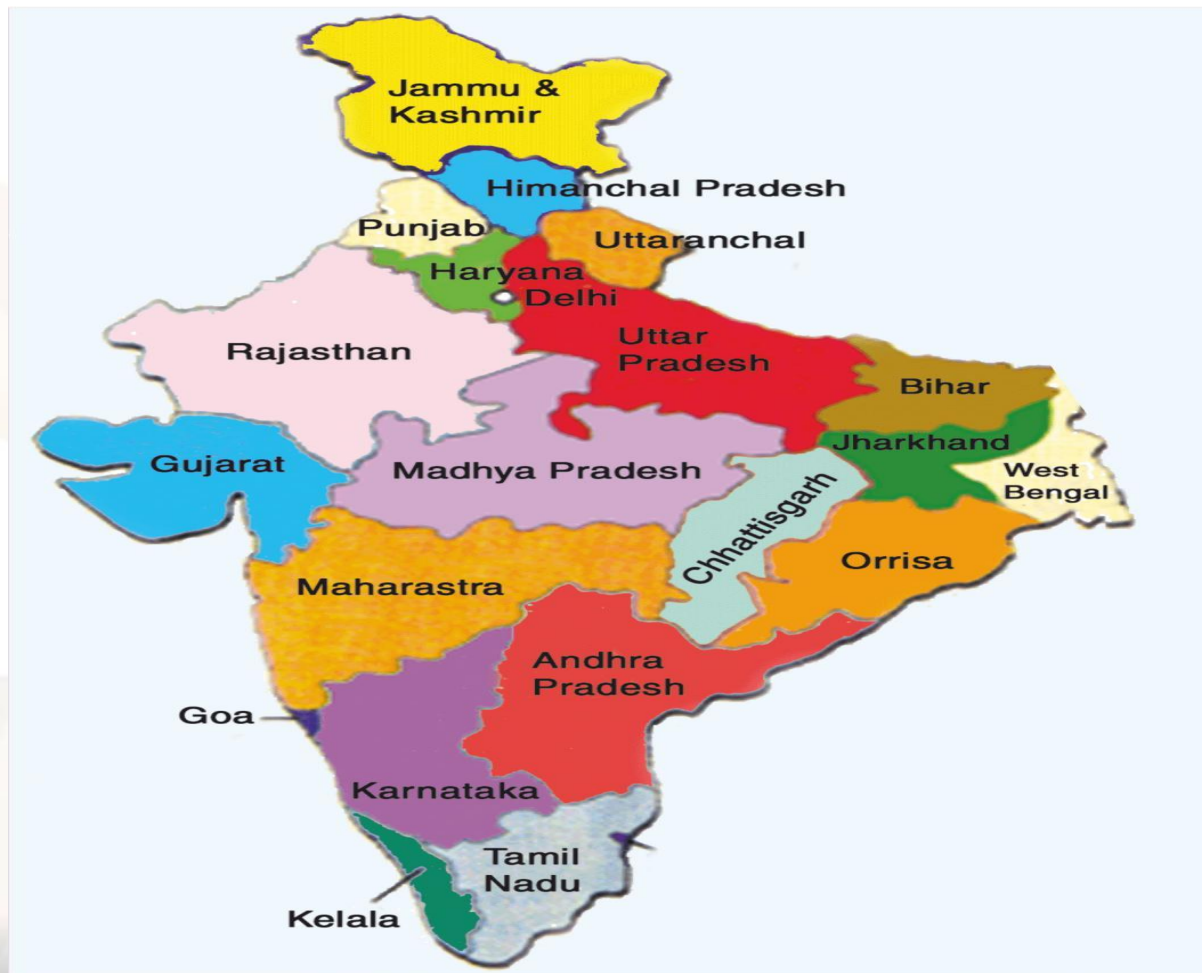 Jammu &
Kashmir
Himanchal Pradesh
Punjab
Uttaranchal
Haryana
Delhi
Uttar
Pradesh
Rajasthan
Bihar
Jharkhand
Gujarat
Madhya Pradesh
West
Bengal
Chhattisgarh
Orrisa
Maharastra
Andhra
Pradesh
Goa
Karnataka
Tamil
Nadu
Kelala